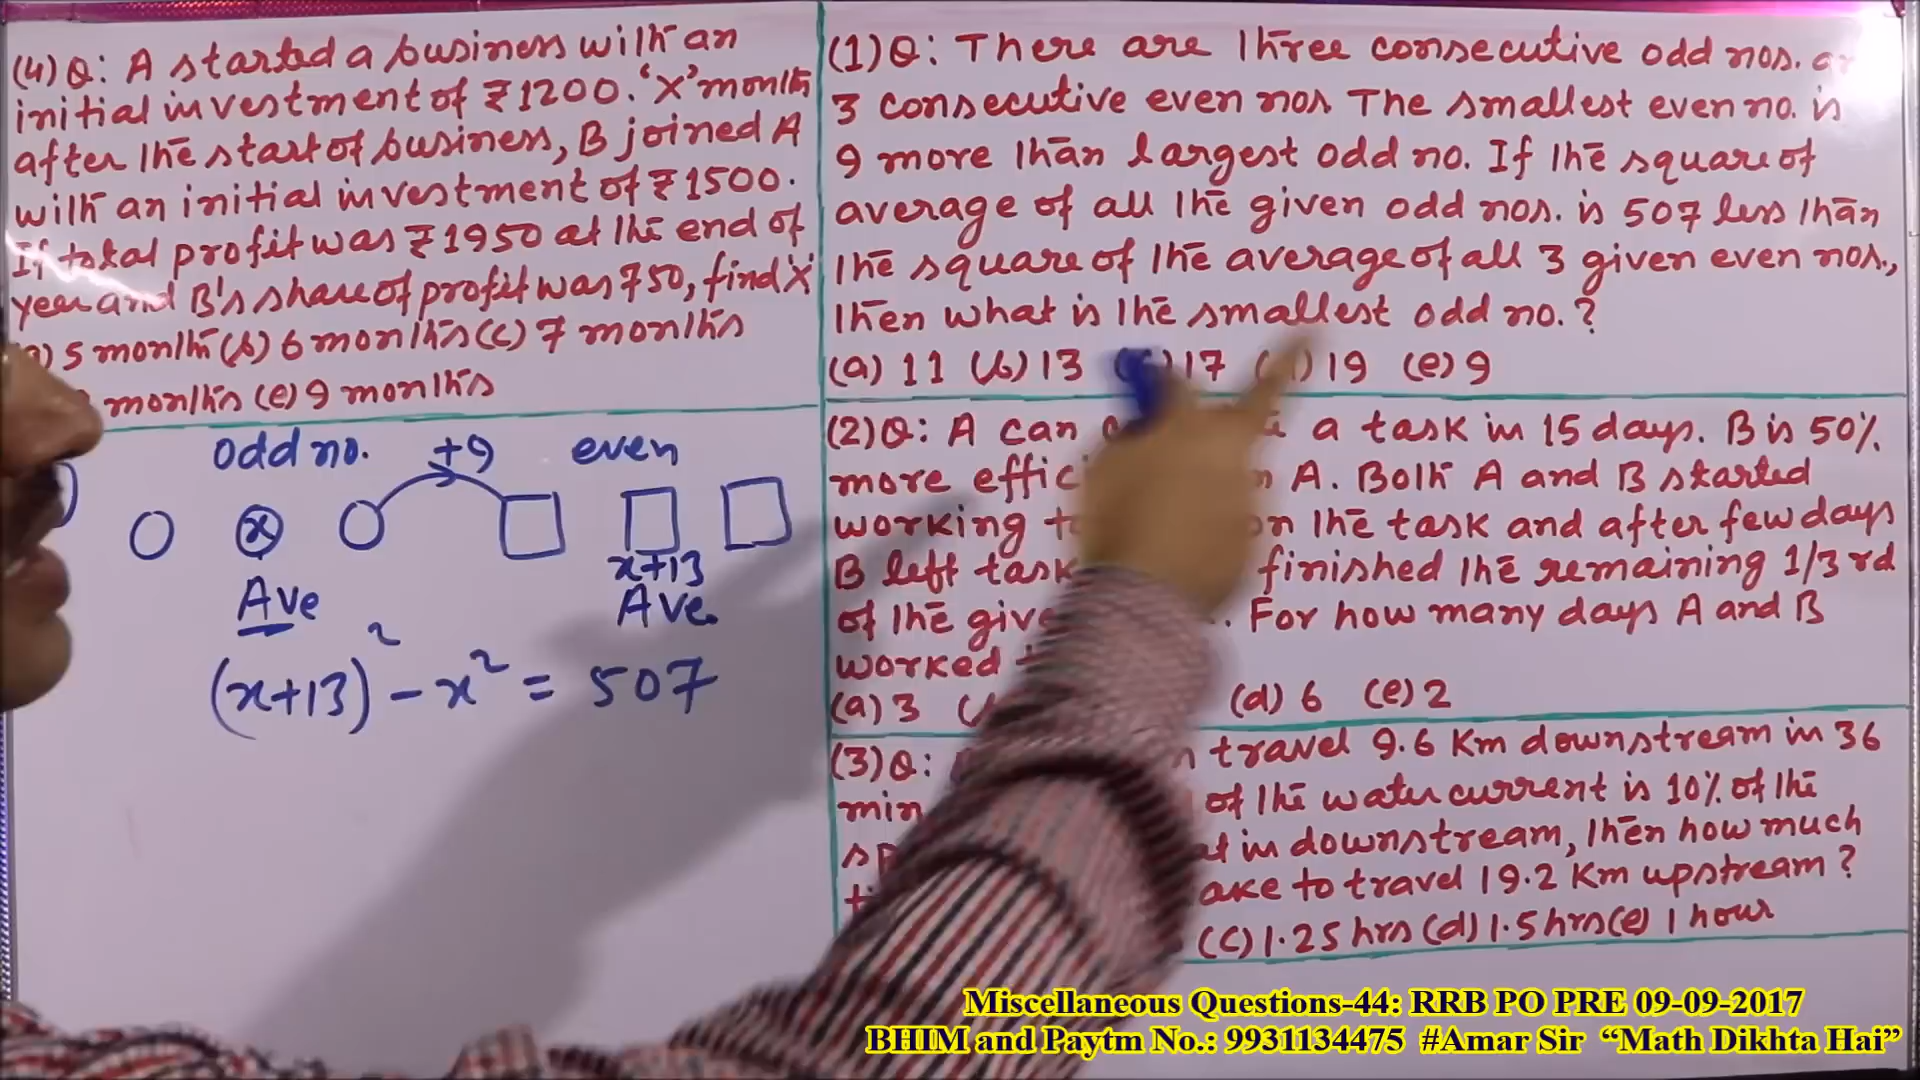 (4)Q: A started a business with an
initial investment of ₹1200. 'X' month
after the start of business, B joined A
with an initial investment of ₹1500.
If total profit was ₹1950 at the end of
year and B's share of profit was 750, find 'X'
5 month (b) 6 months (c) 7 months
months (e) 9 months
odd no. +9 even
x
x+13
Ave Ave.
(x+13)² - x² = 507
(1)Q: There are three consecutive odd nos.
3 consecutive even nos. The smallest even no. is
9 more than largest odd no. If the square of
average of all the given odd nos. is 507 less than
the square of the average of all 3 given even nos.,
then what is the smallest odd no.?
(a) 11 (b) 13 17 19 (e) 9
(2)Q: A can a task in 15 days. B is 50%
more A. Both A and B started
working on the task and after few days
B left task finished the remaining 1/3 rd
of the For how many days A and B
worked
(a) 3 (d) 6 (e) 2
(3)Q: travel 9.6 Km downstream in 36
min of the water current is 10% of the
in downstream, then how much
to travel 19.2 Km upstream?
(c) 1.25 hrs (d) 1.5 hrs (e) 1 hour
Miscellaneous Questions-44: RRB PO PRE 09-09-2017
BHIM and Paytm No.: 9931134475 #Amar Sir “Math Dikhta Hai”